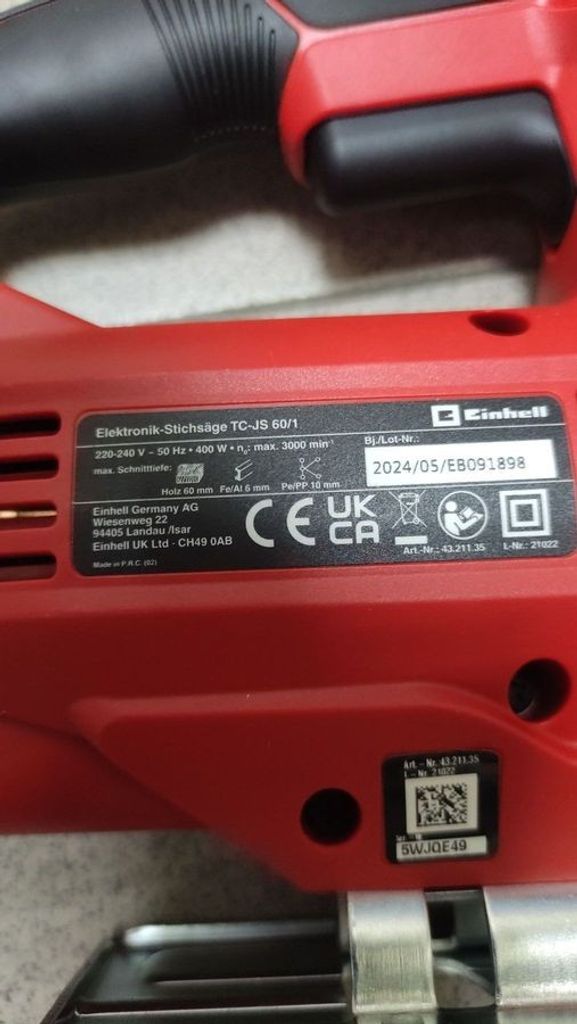 Einhell
Elektronik-Stichsäge TC-JS 60/1
220-240 V ~ 50 Hz • 400 W • n₀: max. 3000 min⁻¹
max. Schnitttiefe:
Holz 60 mm Fe/Al 6 mm Pe/PP 10 mm
Bj./Lot-Nr.:
2024/05/EB091898
Einhell Germany AG
Wiesenweg 22
94405 Landau /Isar
Einhell UK Ltd · CH49 0AB
Made in P.R.C. (02)
CE
UK
CA
Art.-Nr.: 43.211.35
I.-Nr.: 21022
Art.- Nr. 43.211.35
I.- Nr. 21022
5WJQE49